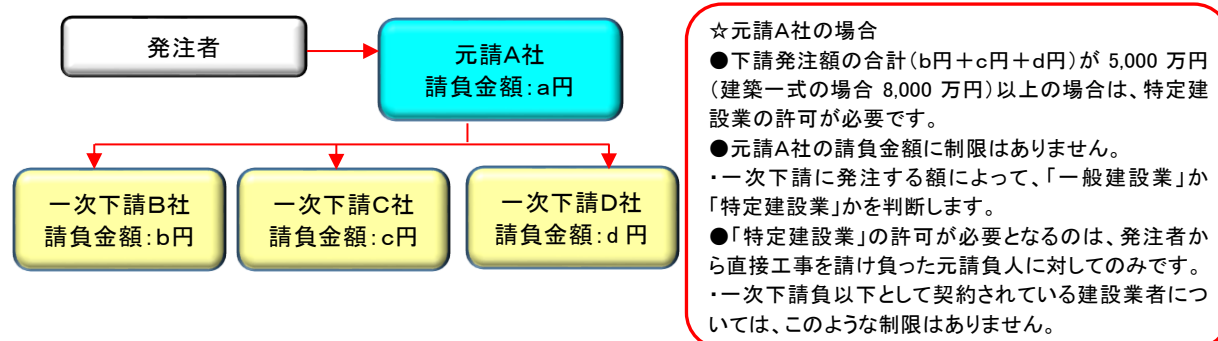 発注者
元請A社
請負金額:a円
一次下請B社
請負金額:b円
一次下請C社
請負金額:c円
一次下請D社
請負金額:d 円
☆元請A社の場合
●下請発注額の合計(b円+c円+d円)が 5,000 万円
(建築一式の場合 8,000 万円)以上の場合は、特定建
設業の許可が必要です。
●元請A社の請負金額に制限はありません。
・一次下請に発注する額によって、「一般建設業」か
「特定建設業」かを判断します。
●「特定建設業」の許可が必要となるのは、発注者か
ら直接工事を請け負った元請負人に対してのみです。
・一次下請負以下として契約されている建設業者につ
いては、このような制限はありません。